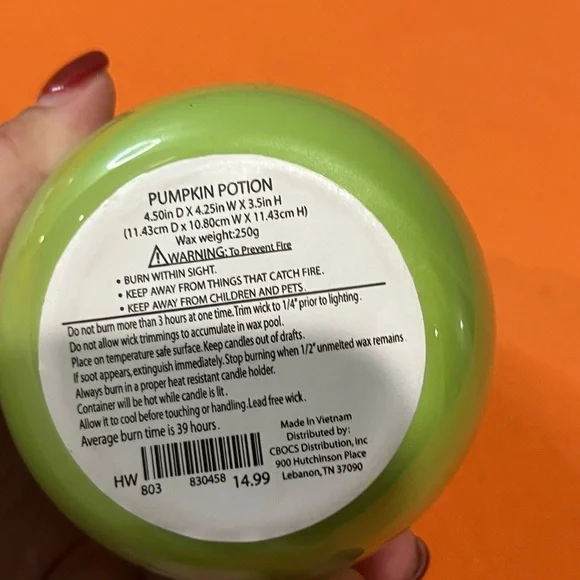 PUMPKIN POTION
4.50in D X 4.25in W X 3.5in H
(11.43cm D x 10.80cm W X 11.43cm H)
Wax weight:250g
WARNING: To Prevent Fire
• BURN WITHIN SIGHT.
• KEEP AWAY FROM THINGS THAT CATCH FIRE.
• KEEP AWAY FROM CHILDREN AND PETS.
Do not burn more than 3 hours at one time. Trim wick to 1/4" prior to lighting.
Do not allow wick trimmings to accumulate in wax pool.
Place on temperature safe surface. Keep candles out of drafts.
If soot appears, extinguish immediately. Stop burning when 1/2" unmelted wax remains
Always burn in a proper heat resistant candle holder.
Container will be hot while candle is lit.
Allow it to cool before touching or handling. Lead free wick.
Average burn time is 39 hours.
HW 803 830458 14.99
Made In Vietnam
Distributed by:
CBOCS Distribution, Inc
900 Hutchinson Place
Lebanon, TN 37090